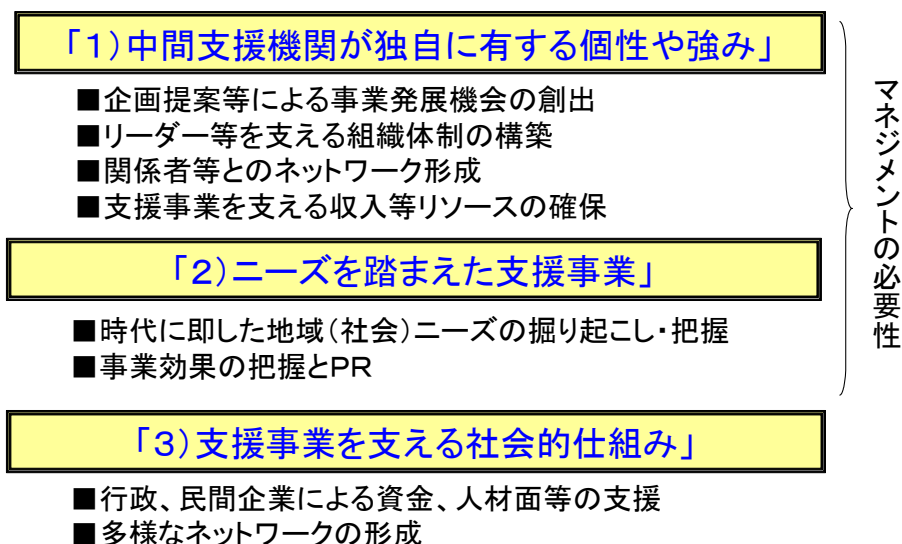 「１）中間支援機関が独自に有する個性や強み」
■企画提案等による事業発展機会の創出
■リーダー等を支える組織体制の構築
■関係者等とのネットワーク形成
■支援事業を支える収入等リソースの確保
「２）ニーズを踏まえた支援事業」
■時代に即した地域（社会）ニーズの掘り起こし・把握
■事業効果の把握とＰＲ
マネジメントの必要性
「３）支援事業を支える社会的仕組み」
■行政、民間企業による資金、人材面等の支援
■多様なネットワークの形成